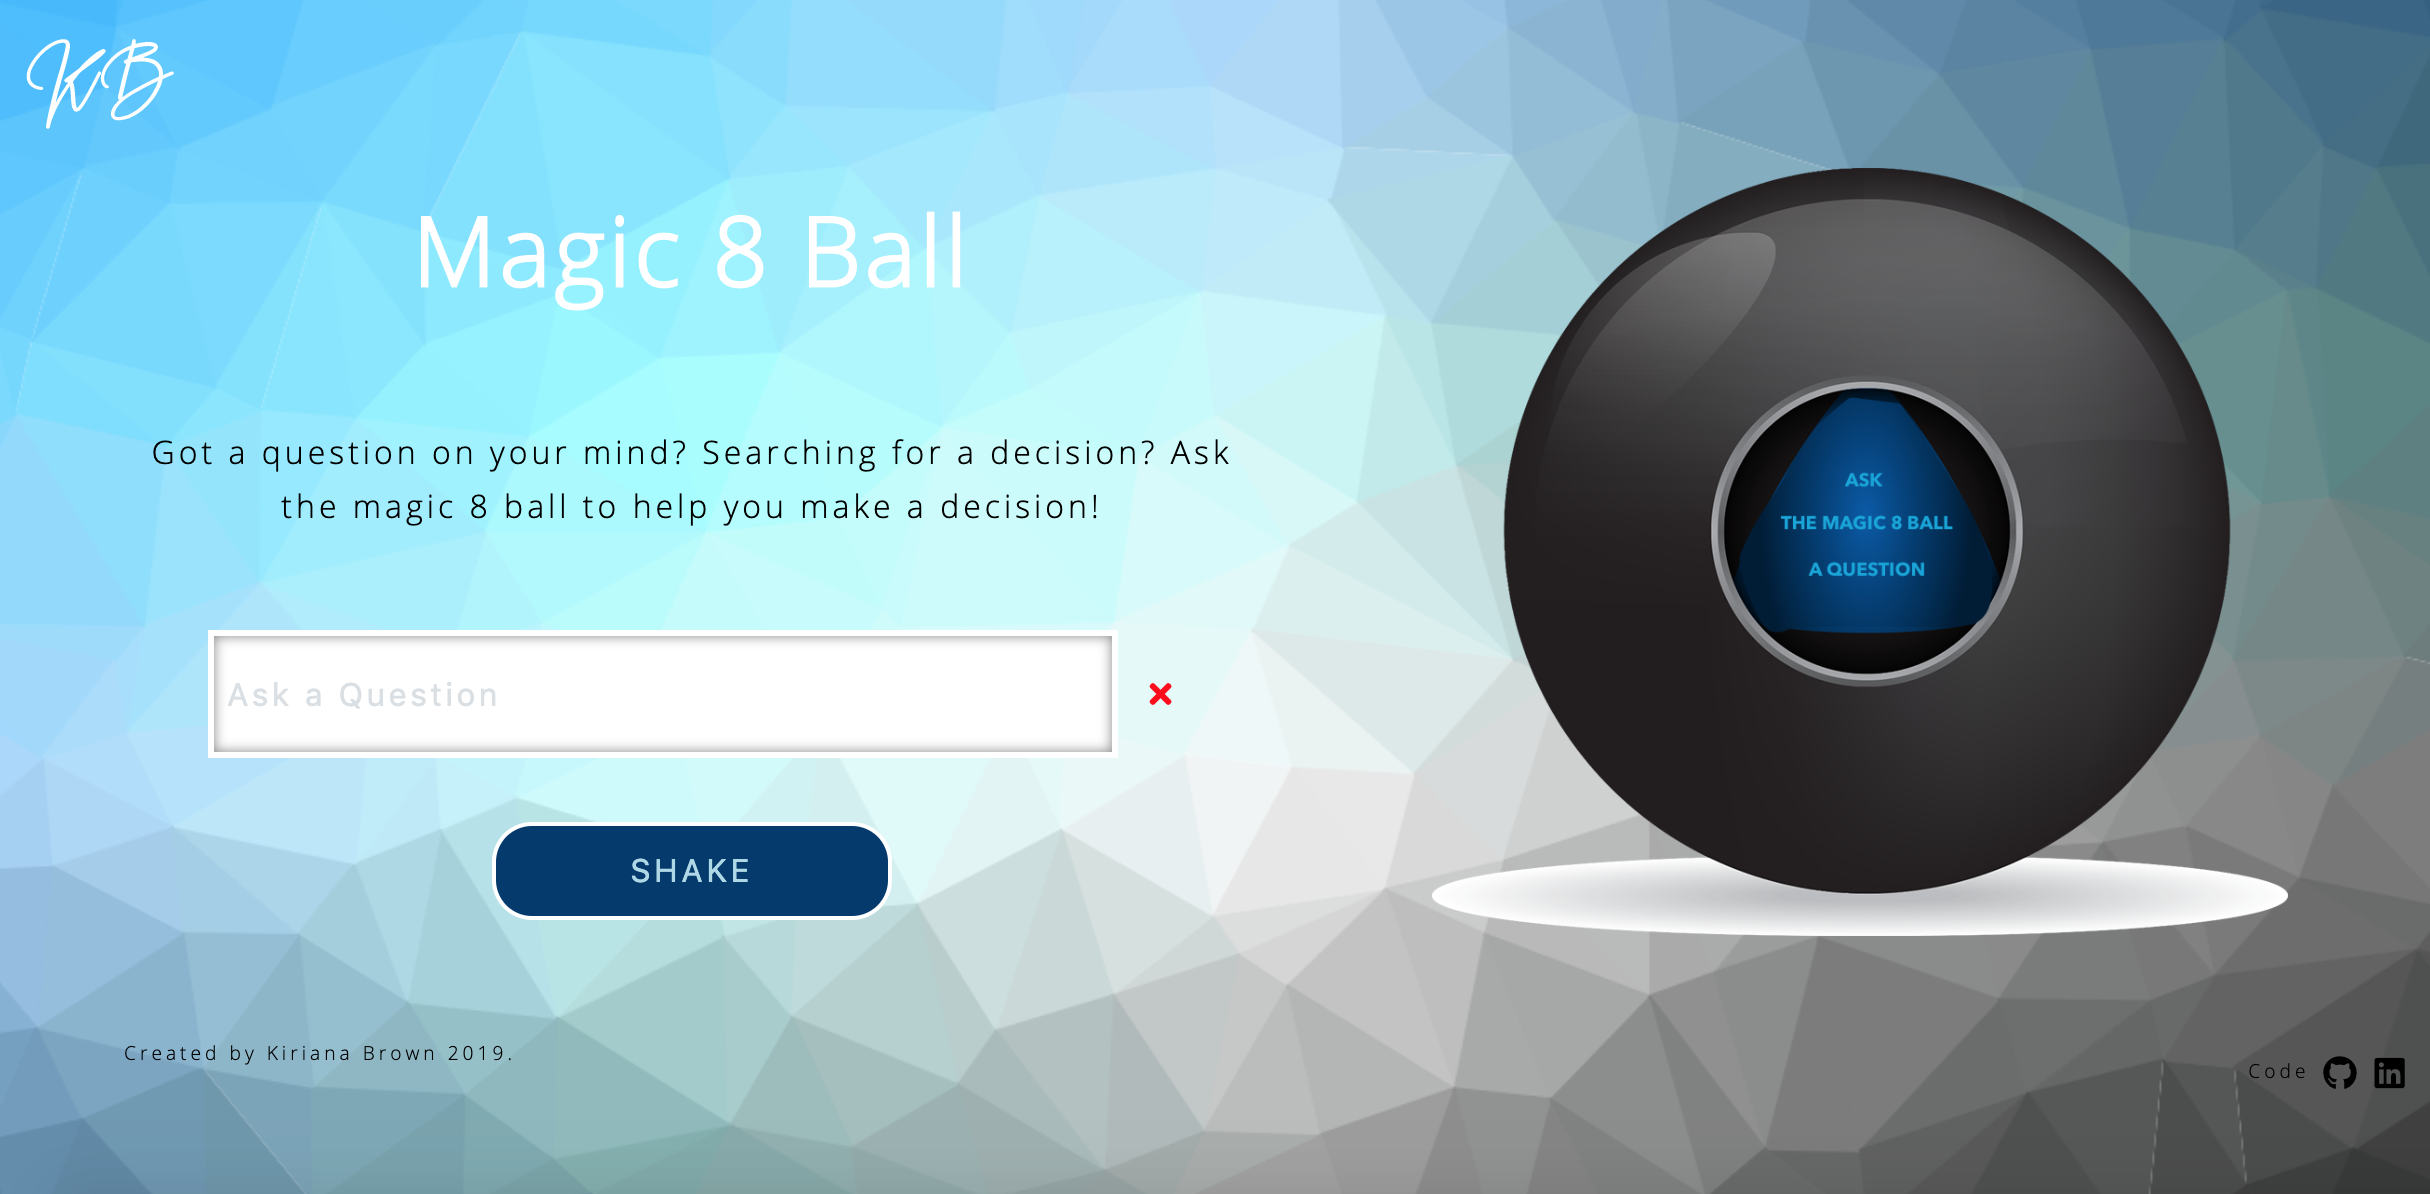 KB
Magic 8 Ball
Got a question on your mind? Searching for a decision? Ask
the magic 8 ball to help you make a decision!
Ask a Question
SHAKE
ASK
THE MAGIC 8 BALL
A QUESTION
Created by Kiriana Brown 2019.
Code
in